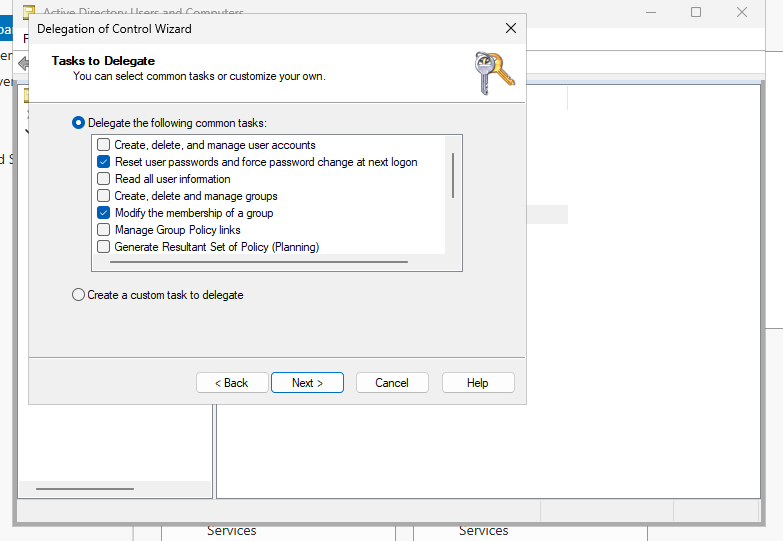 Active Directory Users and Computers
Delegation of Control Wizard
Tasks to Delegate
You can select common tasks or customize your own.
Delegate the following common tasks:
Create, delete, and manage user accounts
Reset user passwords and force password change at next logon
Read all user information
Create, delete and manage groups
Modify the membership of a group
Manage Group Policy links
Generate Resultant Set of Policy (Planning)
Create a custom task to delegate
< Back
Next >
Cancel
Help
Services
Services